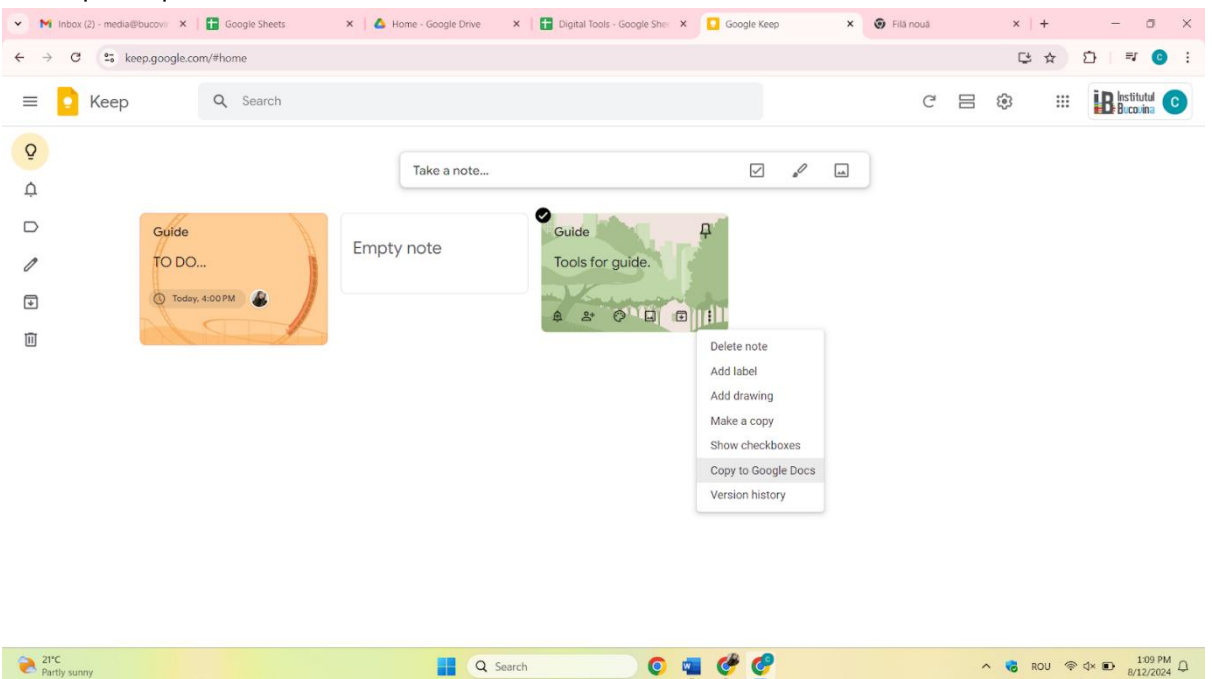 Inbox (2) - media@bucovi
Google Sheets
Home - Google Drive
Digital Tools - Google Shee
Google Keep
Filă nouă
keep.google.com/#home
C
Keep
Search
Institutul
Bucovina
C
Take a note...
Guide
TO DO...
Today, 4:00 PM
Empty note
Guide
Tools for guide.
Delete note
Add label
Add drawing
Make a copy
Show checkboxes
Copy to Google Docs
Version history
21°C
Partly sunny
Search
ROU
1:09 PM
8/12/2024